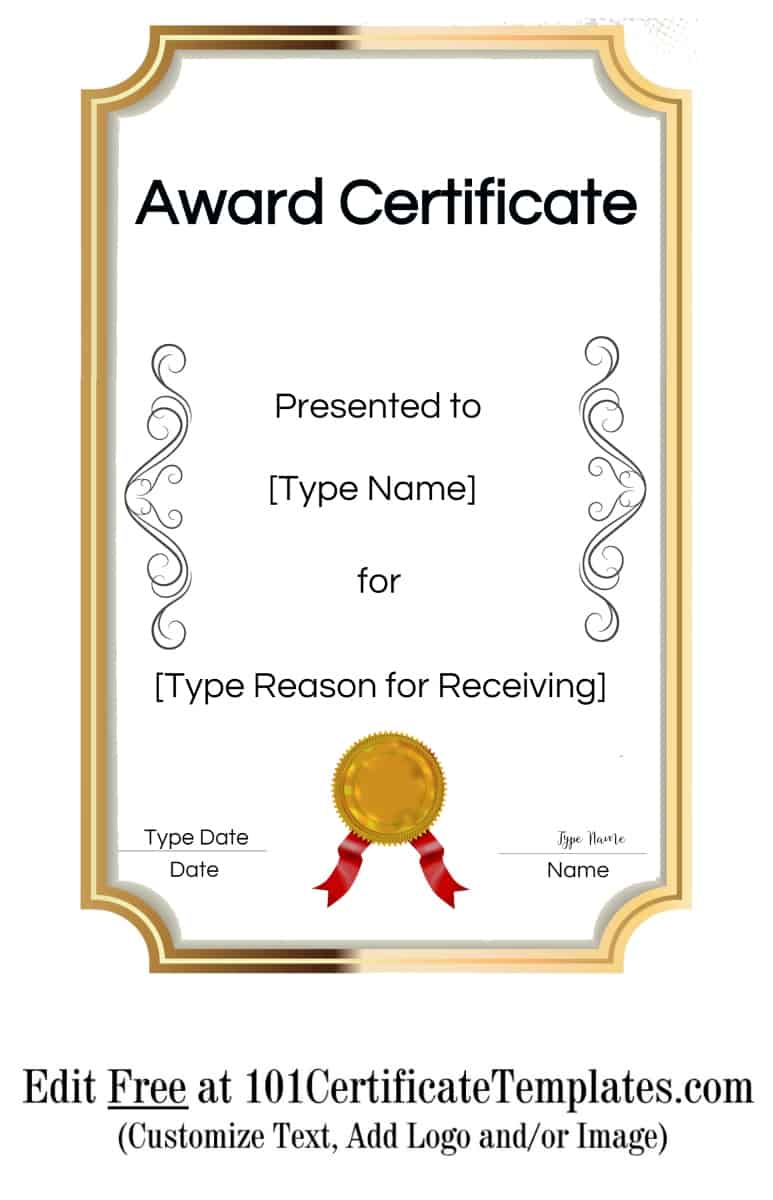 Award Certificate
Presented to
[Type Name]
for
[Type Reason for Receiving]
Type Date
Type Name
Date
Name
Edit Free at 101CertificateTemplates.com
(Customize Text, Add Logo and/or Image)